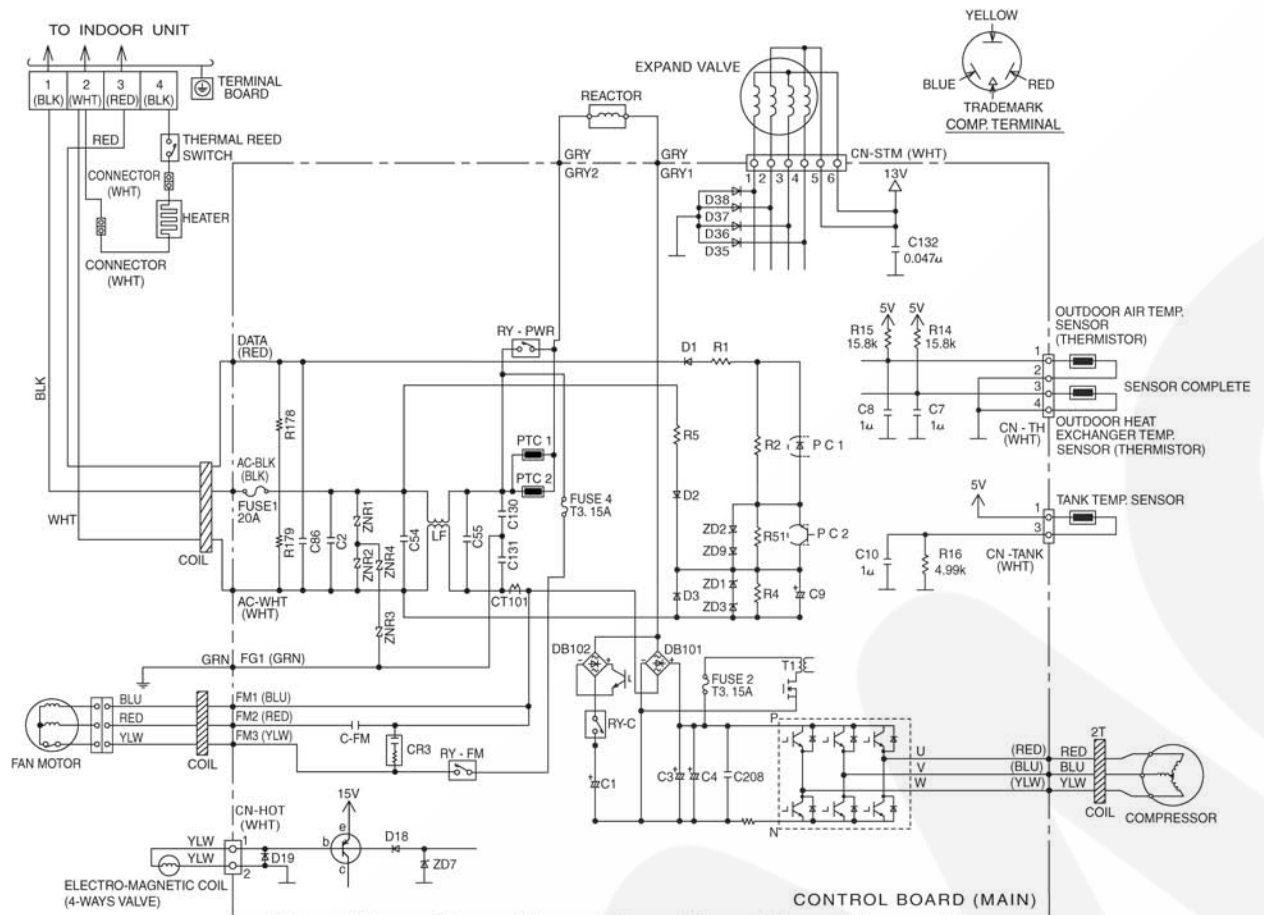 TO INDOOR UNIT
1 2 3 4
(BLK) (WHT) (RED) (BLK)
TERMINAL
BOARD
RED
THERMAL REED
SWITCH
CONNECTOR
(WHT)
HEATER
CONNECTOR
(WHT)
BLK
WHT
COIL
REACTOR
GRY GRY
GRY2 GRY1
EXPAND VALVE
CN-STM (WHT)
1 2 3 4 5 6
13V
D38
D37
D36
D35
C132
0.047u
YELLOW
BLUE RED
TRADEMARK
COMP. TERMINAL
DATA
(RED)
RY - PWR
D1 R1
R178
AC-BLK
(BLK)
FUSE1
20A
R179
C86
C2
ZNR1
ZNR2
ZNR4
ZNR3
C54
LF
C55
C130
C131
PTC 1
PTC 2
FUSE 4
T3. 15A
CT101
AC-WHT
(WHT)
R5
D2
D3
R2
PC1
ZD2
ZD9
R51
PC2
ZD1
ZD3
R4
C9
5V 5V
R15
15.8k
R14
15.8k
C8
1u
C7
1u
1
2
3
4
CN - TH
(WHT)
OUTDOOR AIR TEMP.
SENSOR
(THERMISTOR)
SENSOR COMPLETE
OUTDOOR HEAT
EXCHANGER TEMP.
SENSOR (THERMISTOR)
5V
TANK TEMP. SENSOR
1
3
C10
1u
R16
4.99k
CN -TANK
(WHT)
GRN FG1 (GRN)
BLU FM1 (BLU)
RED FM2 (RED)
YLW FM3 (YLW)
FAN MOTOR
COIL
C-FM
CR3
RY - FM
DB102
DB101
RY-C
C1
FUSE 2
T3. 15A
T1
C3
C4
C208
P
N
U (RED) RED
V (BLU) BLU
W (YLW) YLW
2T
COIL
COMPRESSOR
CN-HOT
(WHT)
YLW 1
YLW 2
D19
15V
e
b
c
D18
ZD7
ELECTRO-MAGNETIC COIL
(4-WAYS VALVE)
CONTROL BOARD (MAIN)